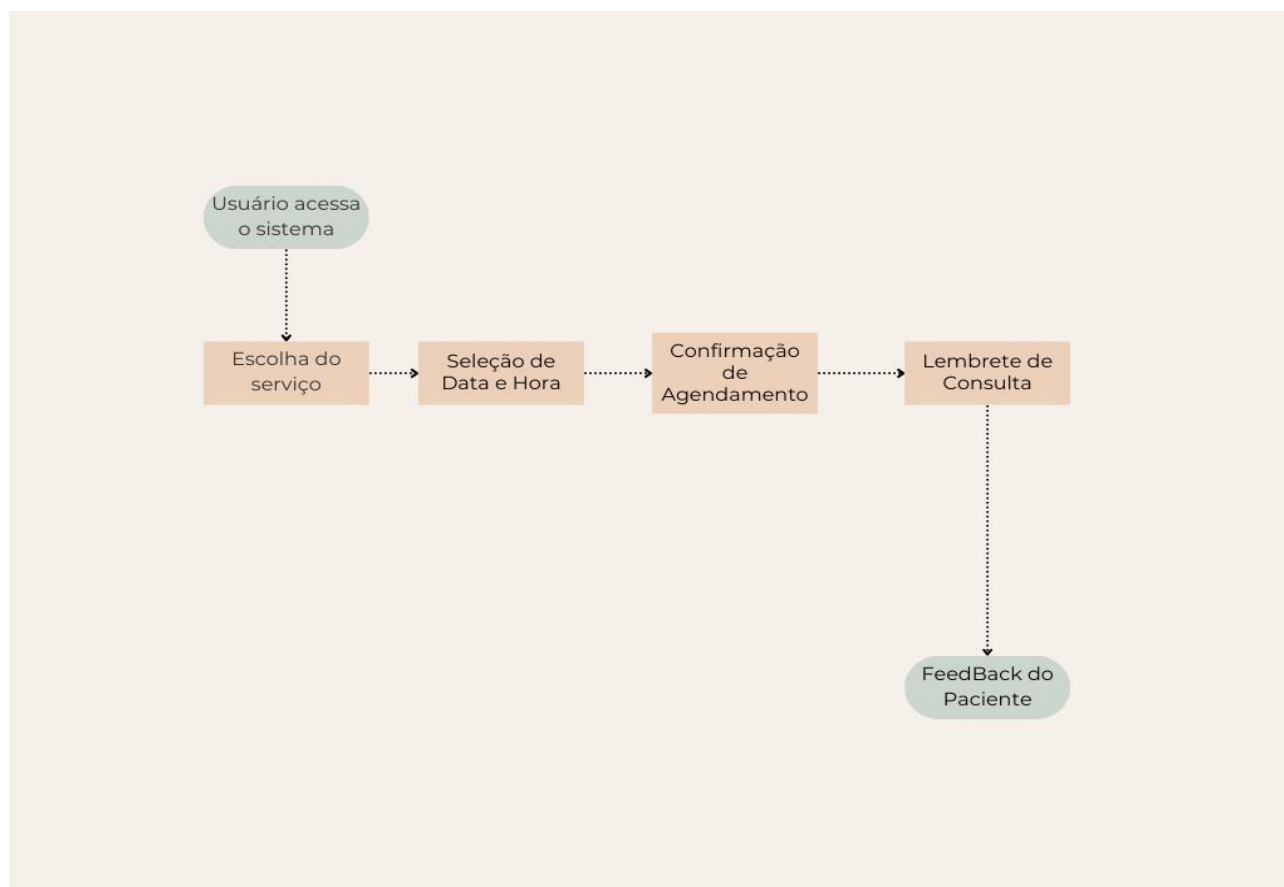 Usuário acessa
o sistema
Escolha do
serviço
Seleção de
Data e Hora
Confirmação
de
Agendamento
Lembrete de
Consulta
FeedBack do
Paciente